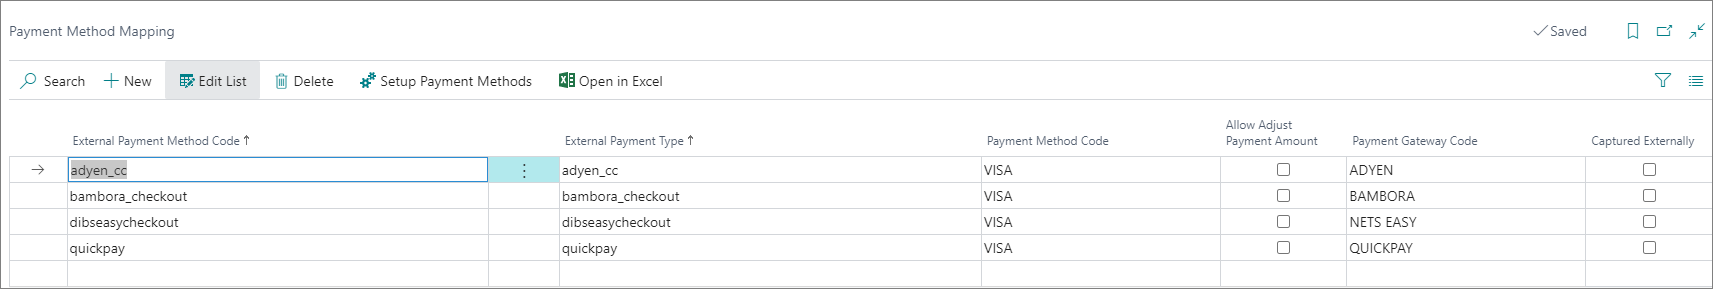 Payment Method Mapping
Saved
Search New Edit List Delete Setup Payment Methods Open in Excel
External Payment Method Code ↑ External Payment Type ↑ Payment Method Code Allow Adjust Payment Amount Payment Gateway Code Captured Externally
adyen_cc adyen_cc VISA ADYEN
bambora_checkout bambora_checkout VISA BAMBORA
dibseasycheckout dibseasycheckout VISA NETS EASY
quickpay quickpay VISA QUICKPAY